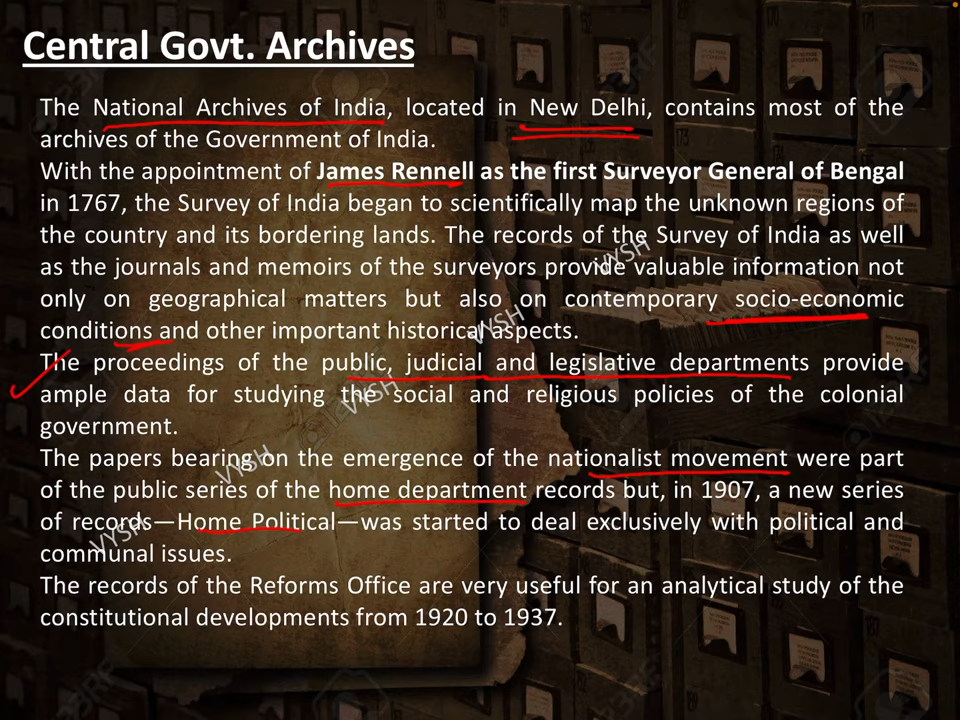 Central Govt. Archives
The National Archives of India, located in New Delhi, contains most of the
archives of the Government of India.
With the appointment of James Rennell as the first Surveyor General of Bengal
in 1767, the Survey of India began to scientifically map the unknown regions of
the country and its bordering lands. The records of the Survey of India as well
as the journals and memoirs of the surveyors provide valuable information not
only on geographical matters but also on contemporary socio-economic
conditions and other important historical aspects.
The proceedings of the public, judicial and legislative departments provide
ample data for studying the social and religious policies of the colonial
government.
The papers bearing on the emergence of the nationalist movement were part
of the public series of the home department records but, in 1907, a new series
of records—Home Political—was started to deal exclusively with political and
communal issues.
The records of the Reforms Office are very useful for an analytical study of the
constitutional developments from 1920 to 1937.
VYSH
VYSH
VYSH
VYSH
VYSH